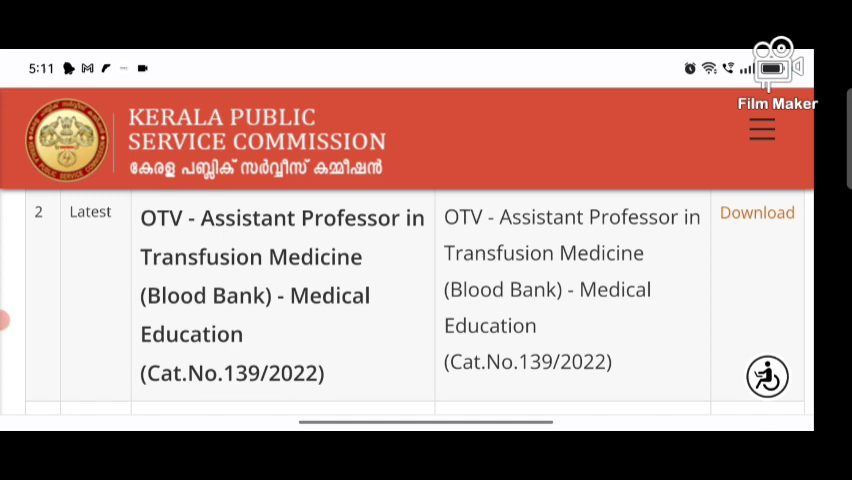 5:11
Film Maker
KERALA PUBLIC
SERVICE COMMISSION
കേരള പബ്ലിക് സർവ്വീസ് കമ്മീഷൻ
2
Latest
OTV - Assistant Professor in
Transfusion Medicine
(Blood Bank) - Medical
Education
(Cat.No.139/2022)
OTV - Assistant Professor in
Transfusion Medicine
(Blood Bank) - Medical
Education
(Cat.No.139/2022)
Download